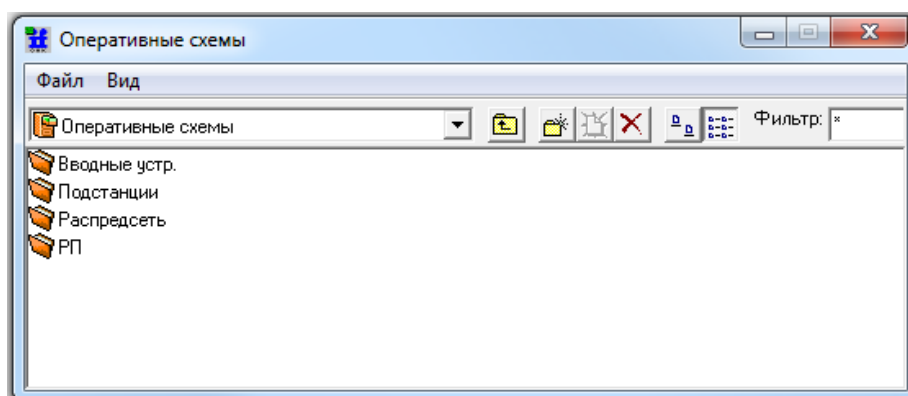 Оперативные схемы
Файл Вид
Оперативные схемы Фильтр: *
Вводные устр.
Подстанции
Распредсеть
РП